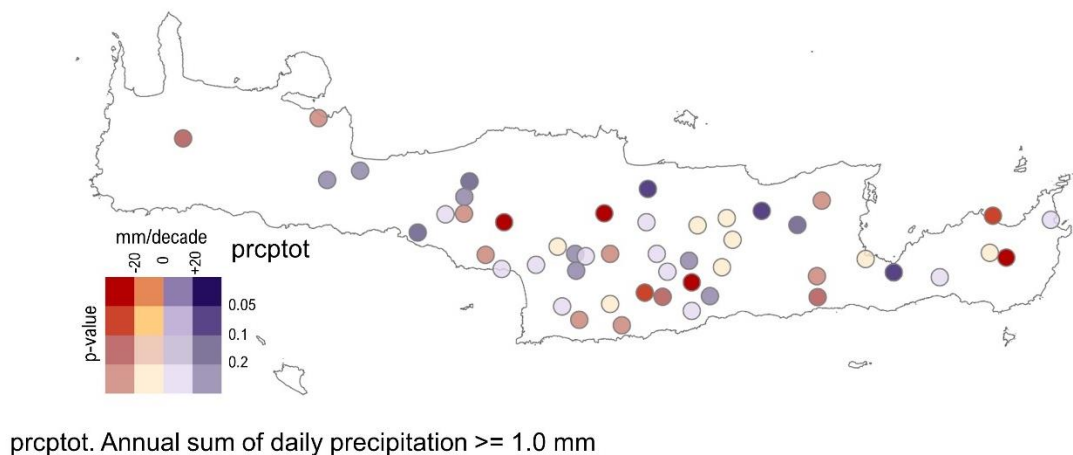 mm/decade
prcptot
-20
0
+20
0.05
0.1
0.2
p-value
prcptot. Annual sum of daily precipitation >= 1.0 mm